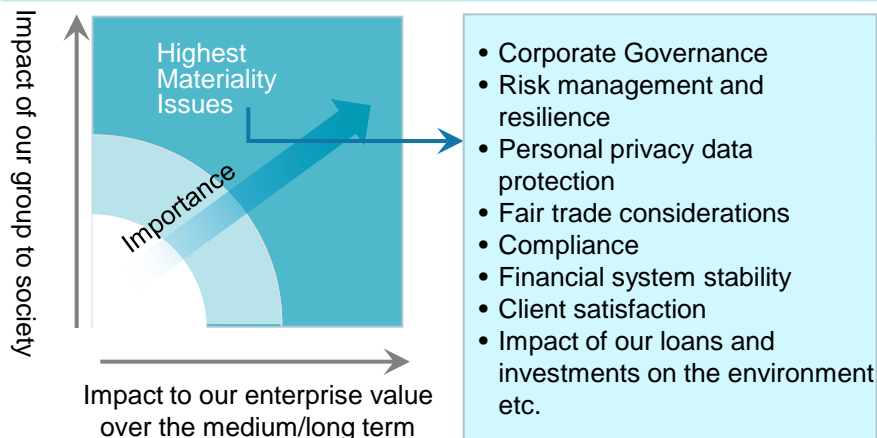 Impact of our group to society
Highest
Materiality
Issues
Importance
Impact to our enterprise value
over the medium/long term
• Corporate Governance
• Risk management and
resilience
• Personal privacy data
protection
• Fair trade considerations
• Compliance
• Financial system stability
• Client satisfaction
• Impact of our loans and
investments on the environment
etc.